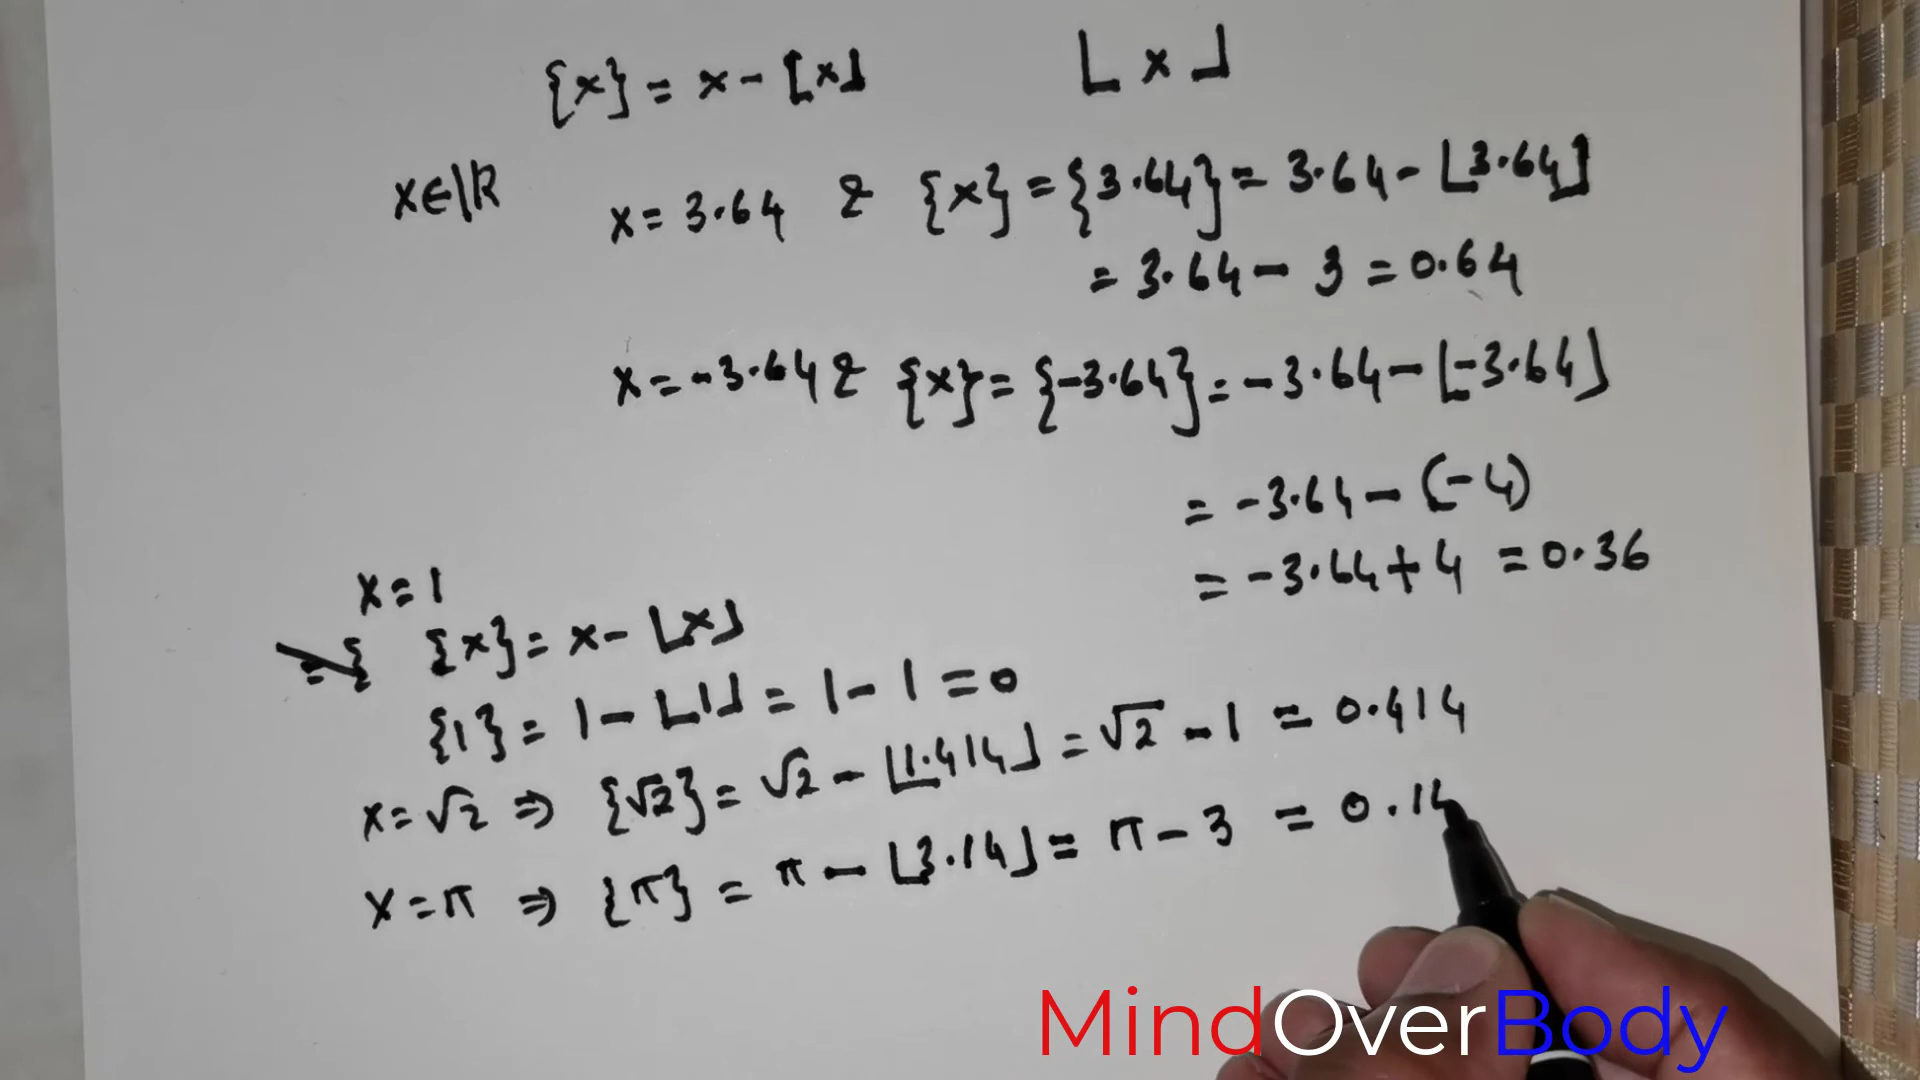 {x} = x - ⌊x⌋ ⌊x⌋
x∈ℝ x = 3.64 & {x} = {3.64} = 3.64 - ⌊3.64⌋
= 3.64 - 3 = 0.64
x = -3.64 & {x} = {-3.64} = -3.64 - ⌊-3.64⌋
= -3.64 - (-4)
= -3.64 + 4 = 0.36
x = 1
= { {x} = x - ⌊x⌋
{1} = 1 - ⌊1⌋ = 1 - 1 = 0
x = √2 ⇒ {√2} = √2 - ⌊1.414⌋ = √2 - 1 = 0.414
x = π ⇒ {π} = π - ⌊3.14⌋ = π - 3 = 0.14
MindOverBody